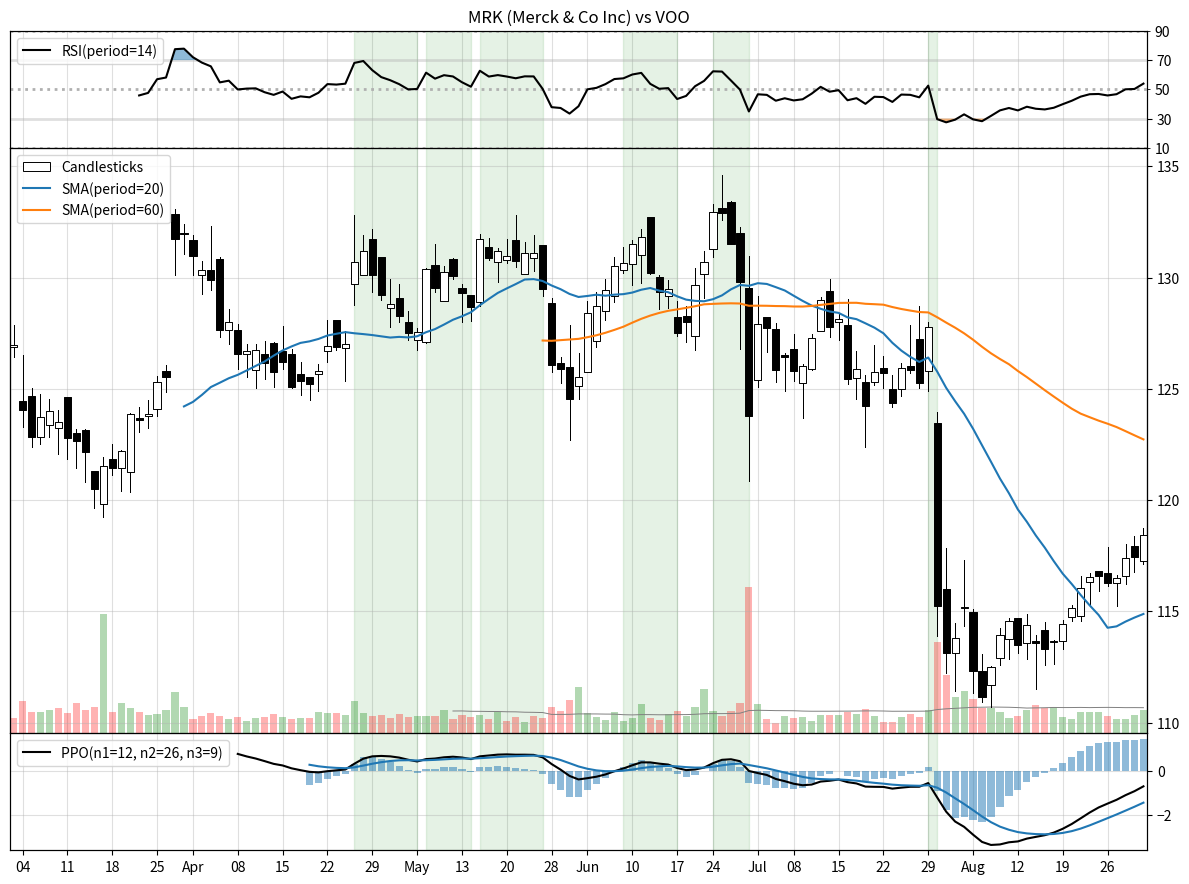 MRK (Merck & Co Inc) vs VOO
RSI(period=14)
90
70
50
30
10
Candlesticks
SMA(period=20)
SMA(period=60)
135
130
125
120
115
110
PPO(n1=12, n2=26, n3=9)
0
−2
04 11 18 25 Apr 08 15 22 29 May 13 20 28 Jun 10 17 24 Jul 08 15 22 29 Aug 12 19 26